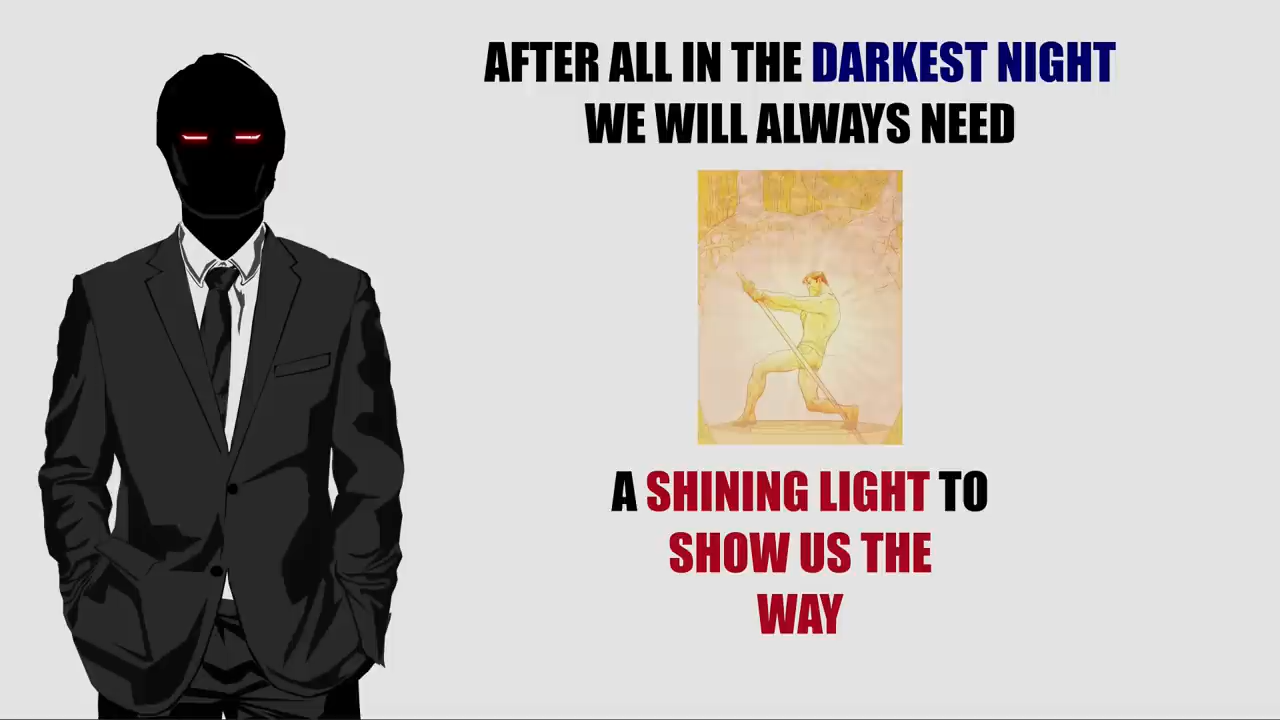 AFTER ALL IN THE DARKEST NIGHT
WE WILL ALWAYS NEED
A SHINING LIGHT TO
SHOW US THE
WAY